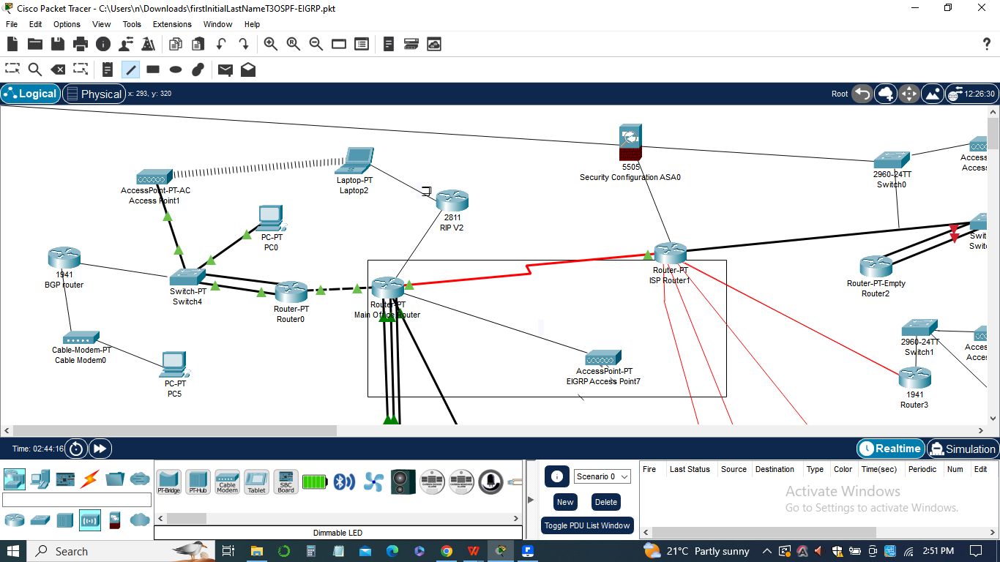 Cisco Packet Tracer - C:\Users\n\Downloads\firstInitialLastNameT3OSPF-EIGRP.pkt
File Edit Options View Tools Extensions Window Help
Logical Physical x: 293, y: 320 Root 12:26:30
5505
Security Configuration ASA0
Laptop-PT
Laptop2
2960-24TT
Switch0
AccessPoint-PT-AC
Access Point1
2811
RIP V2
PC-PT
PC0
1941
BGP router
Switch-PT
Switch4
Router-PT
Router0
Router-PT
Main Office Router
Router-PT
ISP Router1
Router-PT-Empty
Router2
2960-24TT
Switch1
Cable-Modem-PT
Cable Modem0
PC-PT
PC5
AccessPoint-PT
EIGRP Access Point7
1941
Router3
Time: 02:44:16 Realtime Simulation
PT-Bridge PT-Hub Cable Modem Tablet SBC Board
Scenario 0
New Delete
Toggle PDU List Window
Fire Last Status Source Destination Type Color Time(sec) Periodic Num Edit
Activate Windows
Go to Settings to activate Windows.
Dimmable LED
Search 21°C Partly sunny 2:51 PM